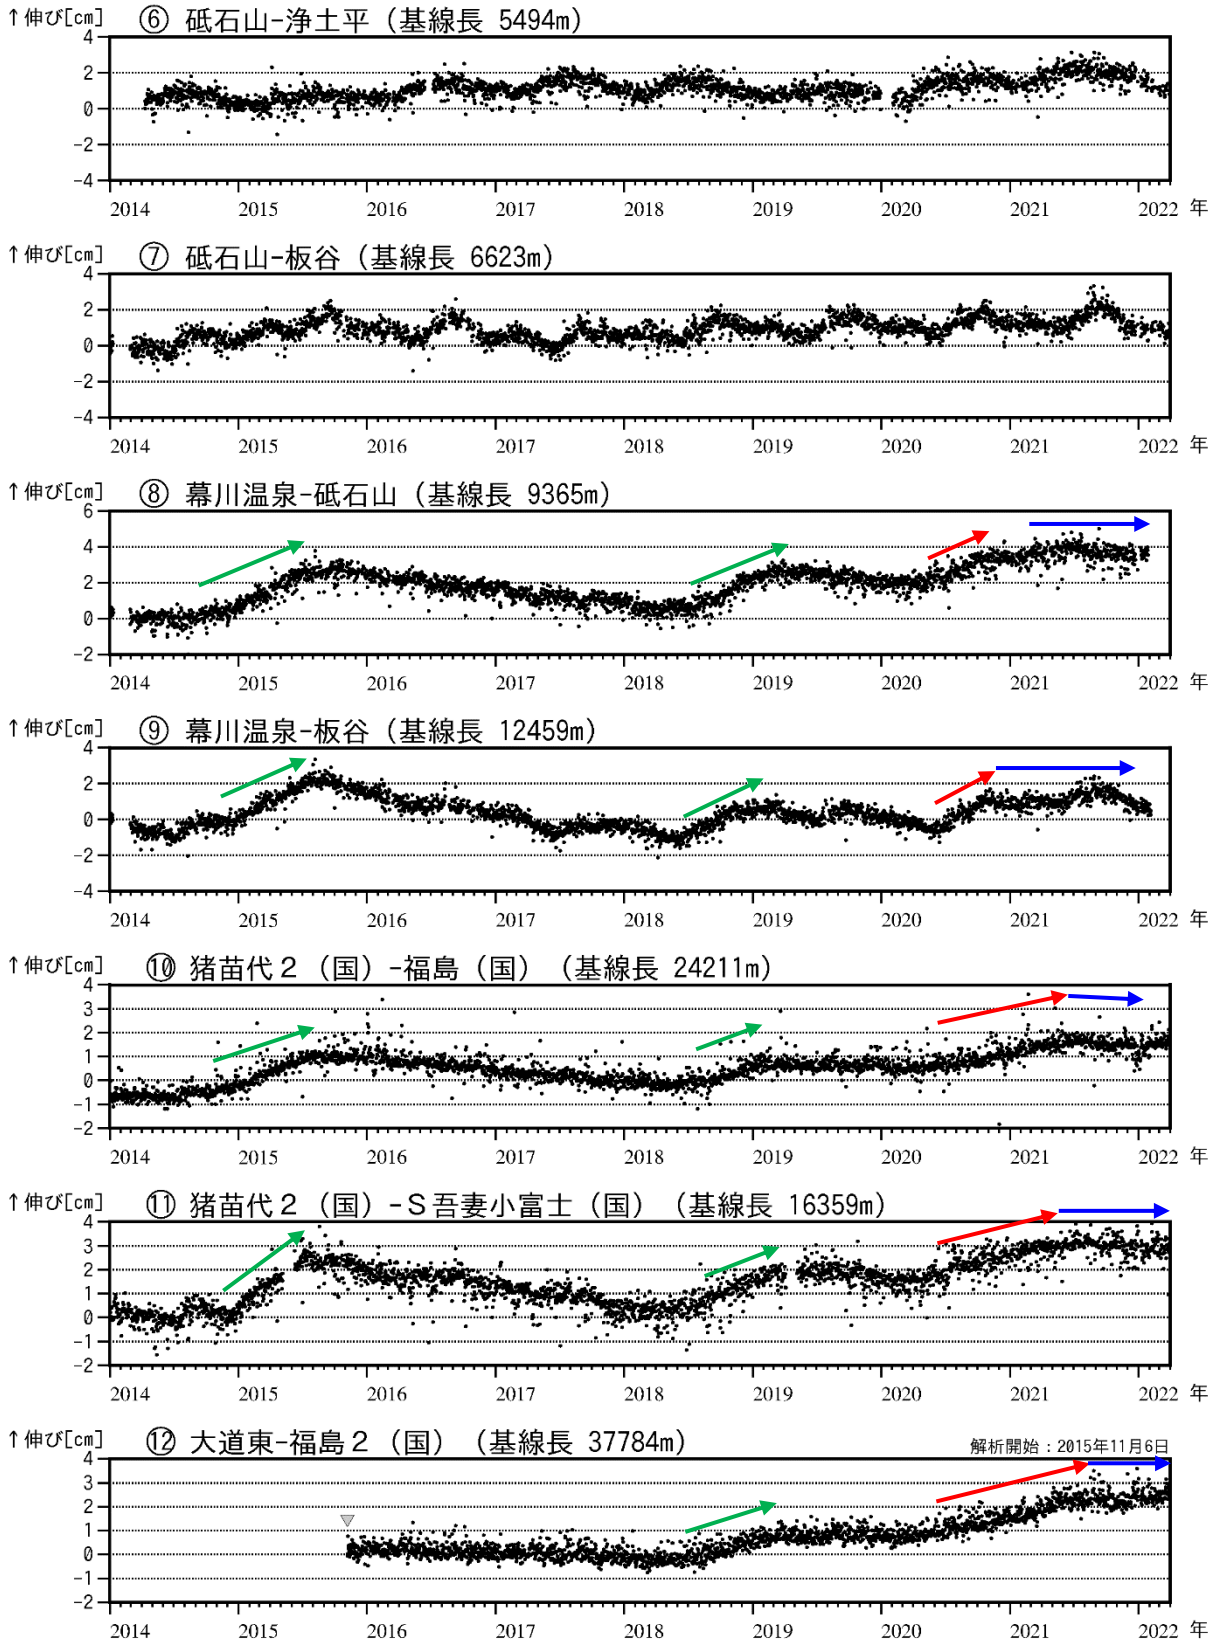 ↑伸び[cm] ⑥ 砥石山-浄土平（基線長 5494m）
4
2
0
-2
-4
2014 2015 2016 2017 2018 2019 2020 2021 2022 年
↑伸び[cm] ⑦ 砥石山-板谷（基線長 6623m）
4
2
0
-2
-4
2014 2015 2016 2017 2018 2019 2020 2021 2022 年
↑伸び[cm] ⑧ 幕川温泉-砥石山（基線長 9365m）
6
4
2
0
-2
2014 2015 2016 2017 2018 2019 2020 2021 2022 年
↑伸び[cm] ⑨ 幕川温泉-板谷（基線長 12459m）
4
2
0
-2
-4
2014 2015 2016 2017 2018 2019 2020 2021 2022 年
↑伸び[cm] ⑩ 猪苗代２（国）-福島（国）（基線長 24211m）
4
3
2
1
0
-1
-2
2014 2015 2016 2017 2018 2019 2020 2021 2022 年
↑伸び[cm] ⑪ 猪苗代２（国）-Ｓ吾妻小富士（国）（基線長 16359m）
4
3
2
1
0
-1
-2
2014 2015 2016 2017 2018 2019 2020 2021 2022 年
↑伸び[cm] ⑫ 大道東-福島２（国）（基線長 37784m）
解析開始：2015年11月6日
4
3
2
1
0
-1
-2
2014 2015 2016 2017 2018 2019 2020 2021 2022 年